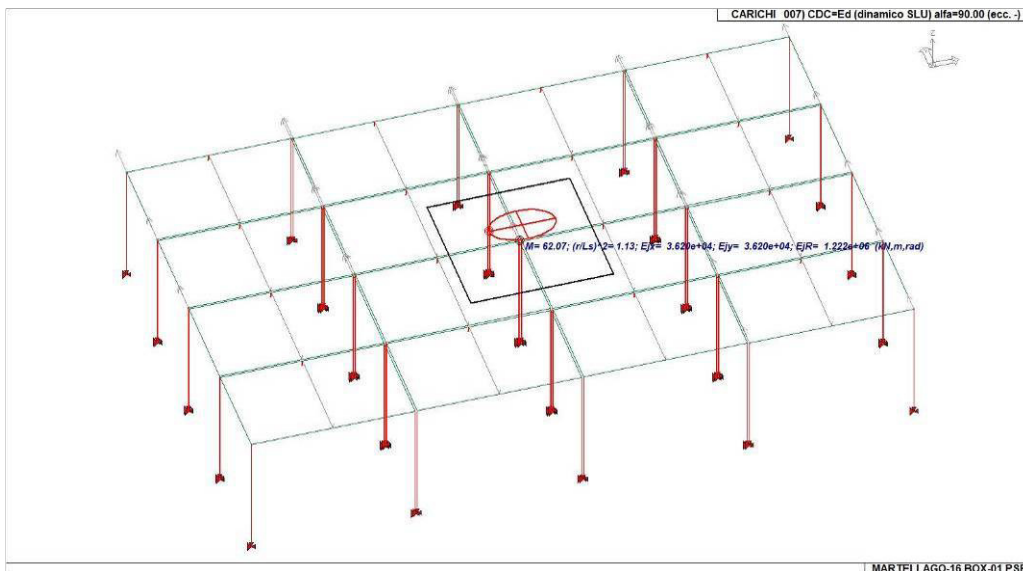 CARICHI 007) CDC=Ed (dinamico SLU) alfa=90.00 (ecc. -)
Z
M= 62.07; (r/Ls)^2= 1.13; Ejx= 3.620e+04; Ejy= 3.620e+04; EjR= 1.222e+06 (kN,m,rad)
MARTELLAGO-16 BOX-01.PSP